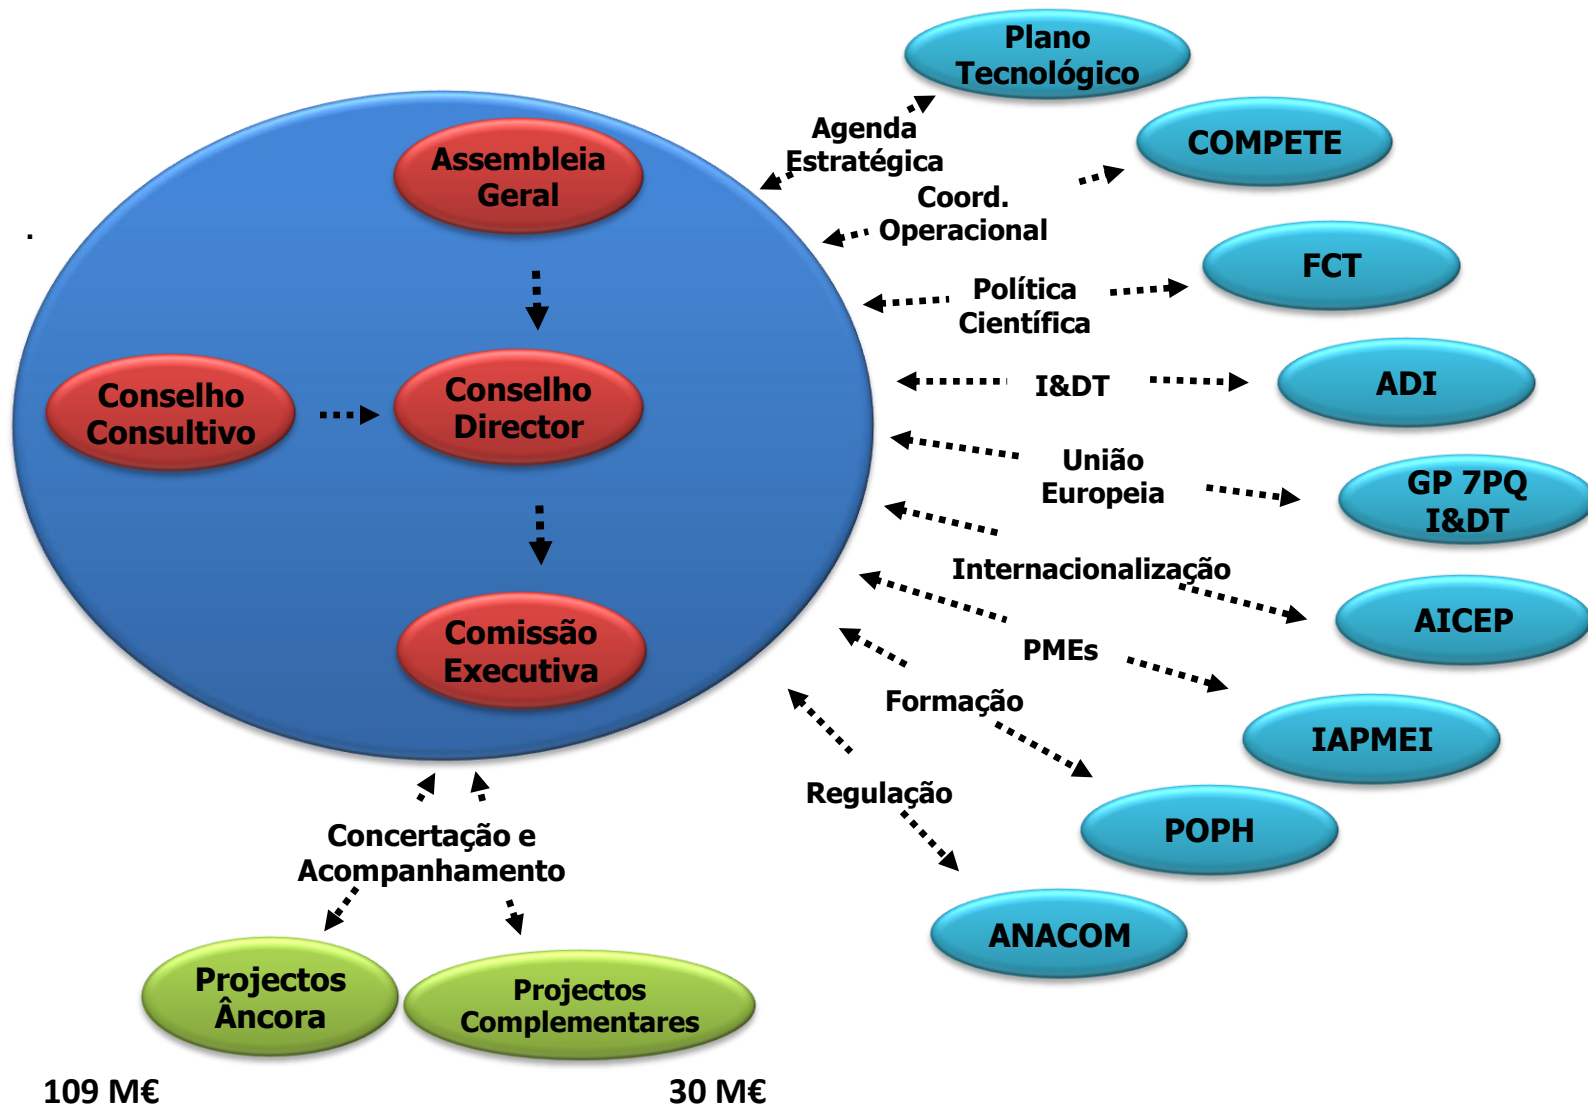 Plano
Tecnológico
Agenda
Estratégica
COMPETE
Assembleia
Geral
Coord.
Operacional
.
FCT
Política
Científica
I&DT
ADI
Conselho
Consultivo
Conselho
Director
União
Europeia
GP 7PQ
I&DT
Internacionalização
AICEP
Comissão
Executiva
PMEs
Formação
IAPMEI
Regulação
POPH
Concertação e
Acompanhamento
ANACOM
Projectos
Âncora
Projectos
Complementares
109 M€
30 M€